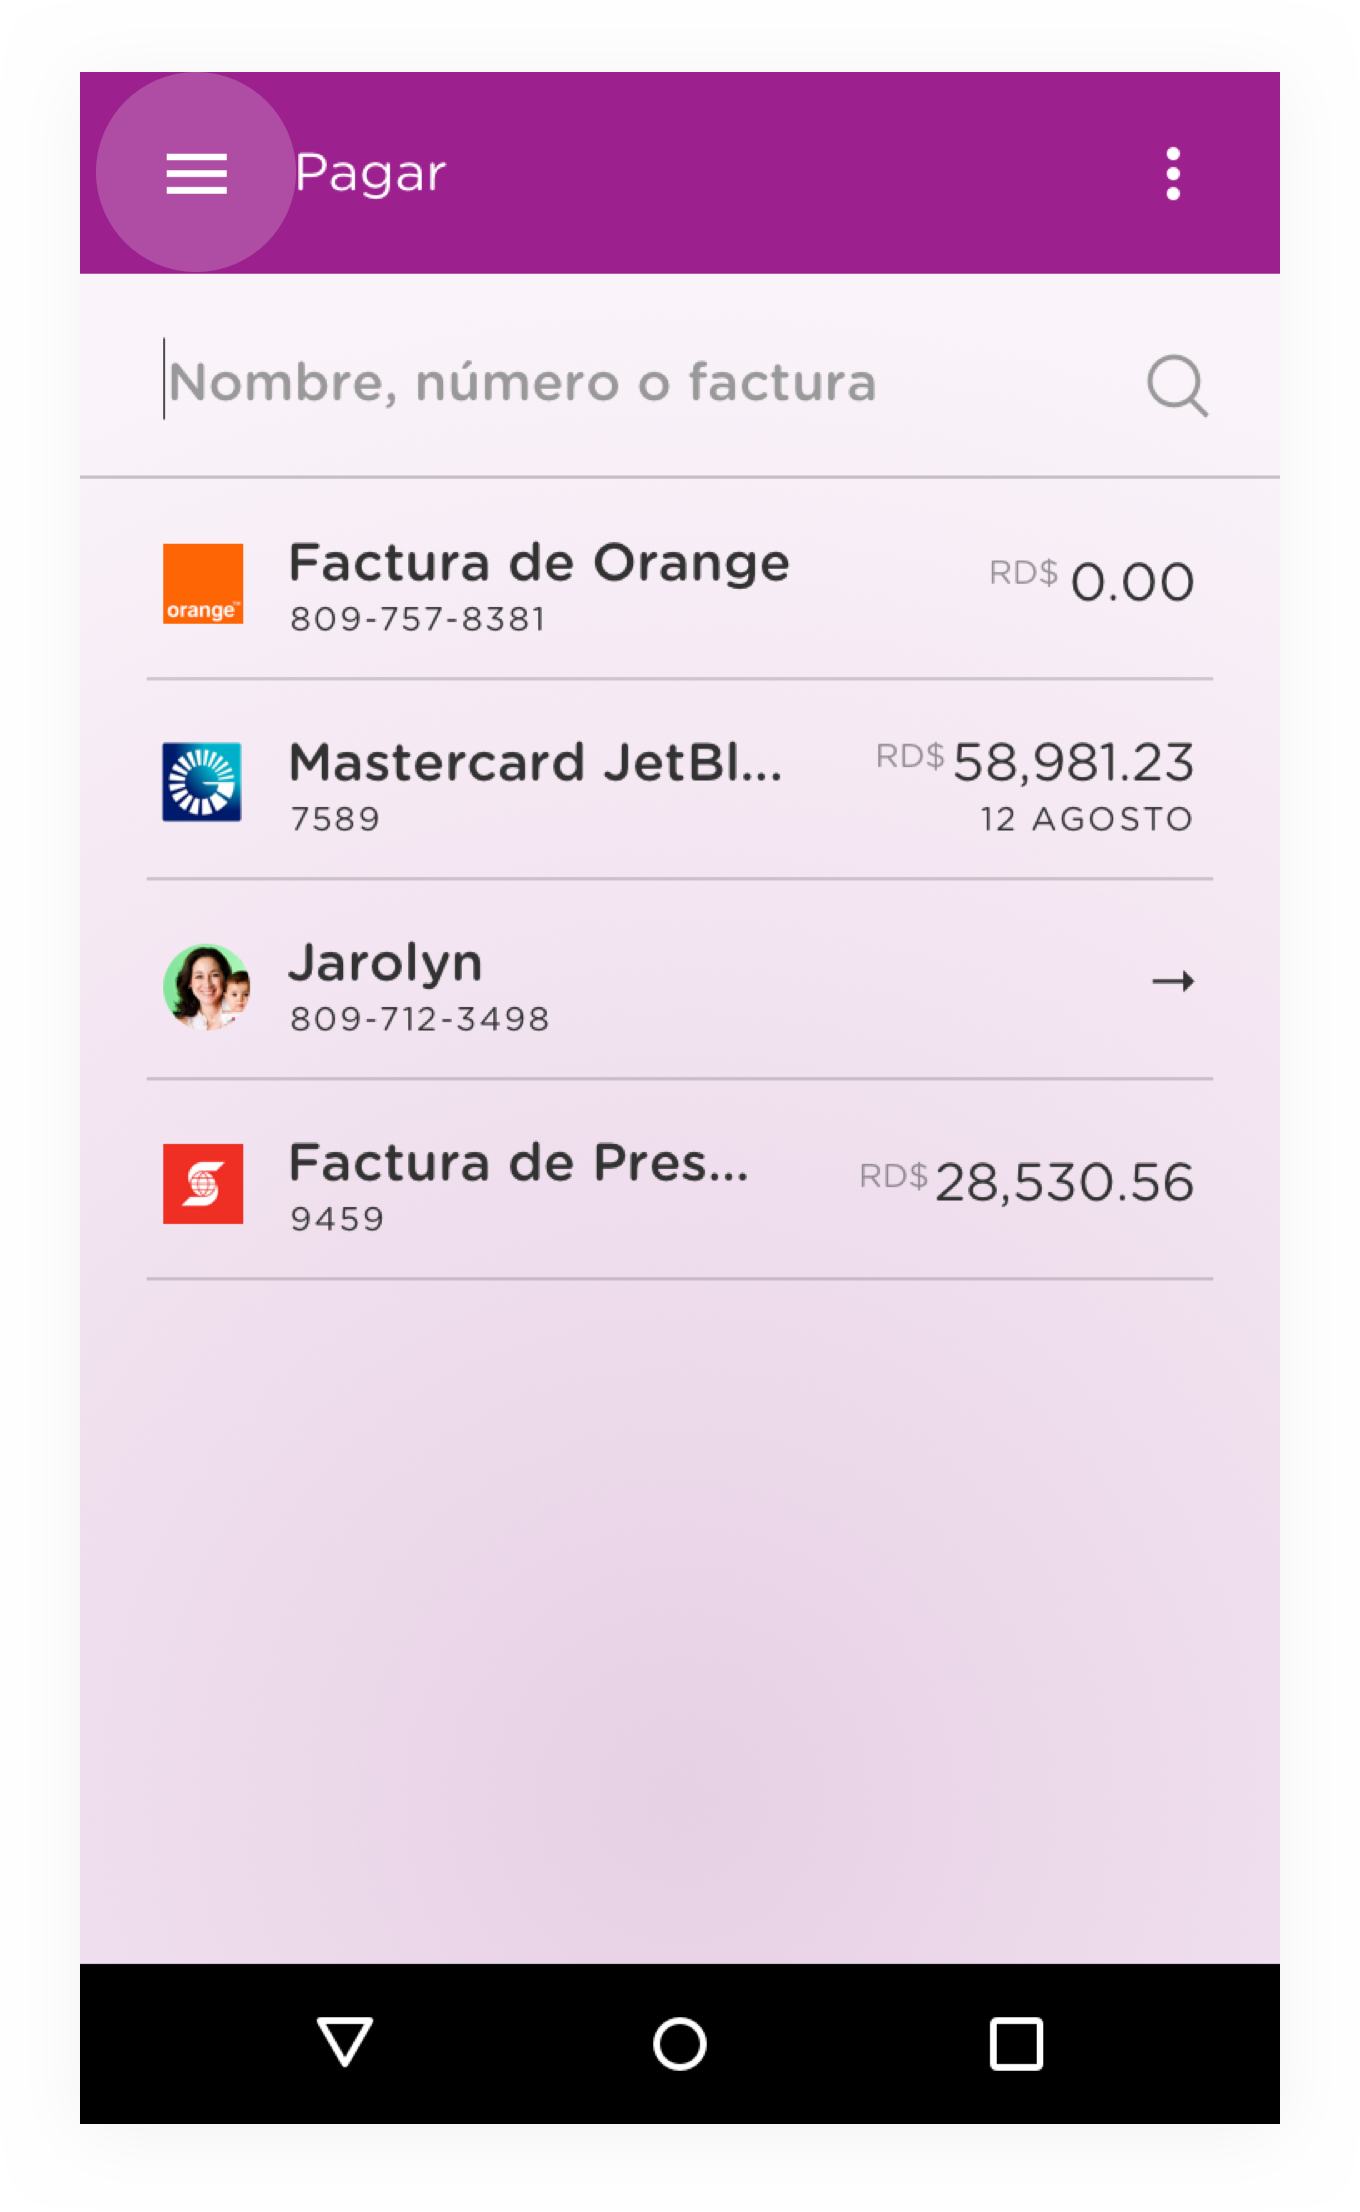 Pagar
Nombre, número o factura
orange™
Factura de Orange
RD$ 0.00
809-757-8381
Mastercard JetBl...
RD$ 58,981.23
7589
12 AGOSTO
Jarolyn
809-712-3498
Factura de Pres...
RD$ 28,530.56
9459